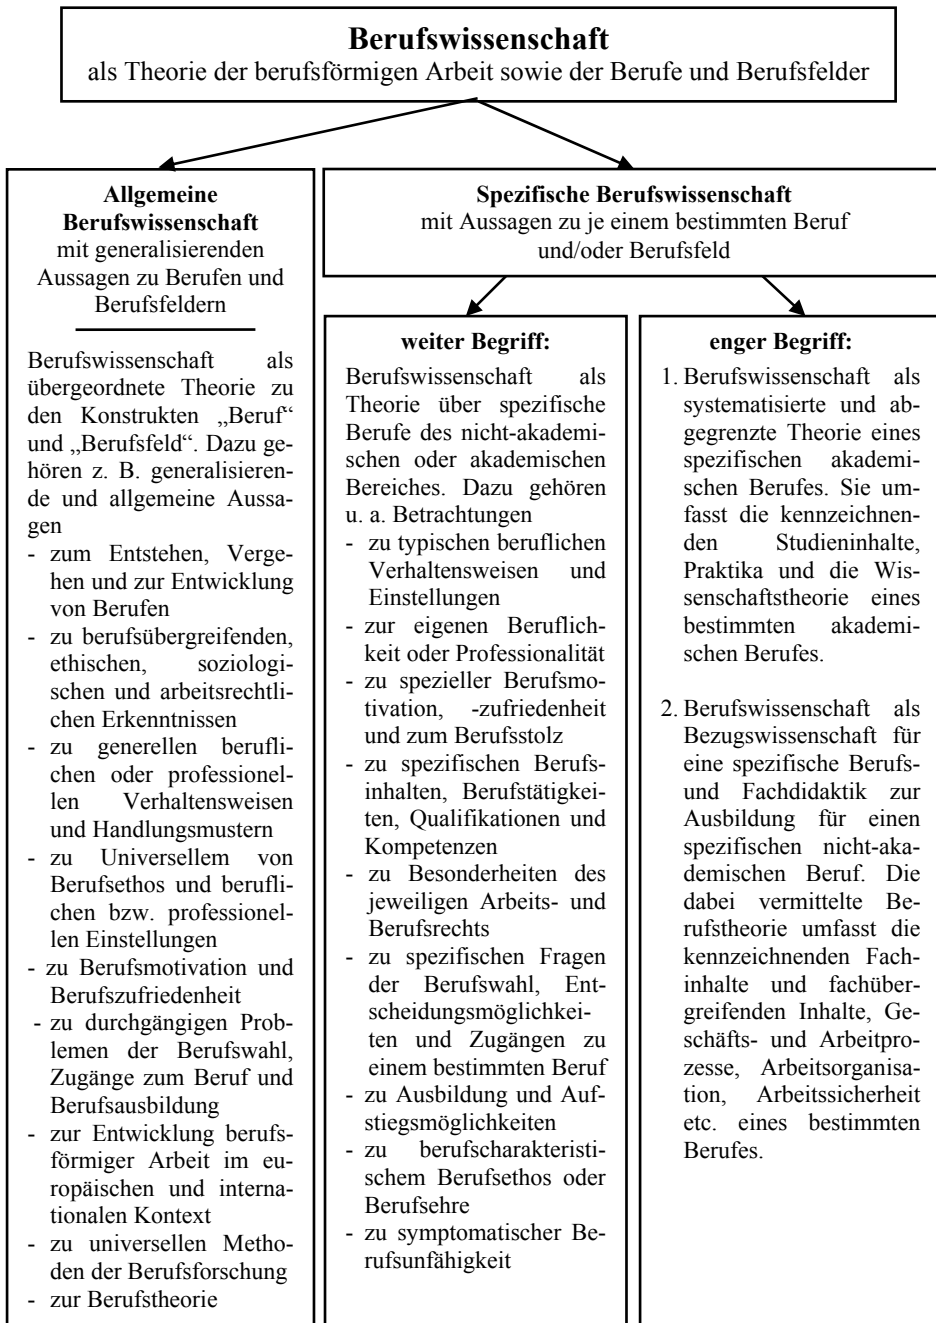 Berufswissenschaft
als Theorie der berufsförmigen Arbeit sowie der Berufe und Berufsfelder
Allgemeine
Berufswissenschaft
mit generalisierenden
Aussagen zu Berufen und
Berufsfeldern
Berufswissenschaft als
übergeordnete Theorie zu
den Konstrukten „Beruf“
und „Berufsfeld“. Dazu ge-
hören z. B. generalisieren-
de und allgemeine Aussa-
gen
- zum Entstehen, Verge-
hen und zur Entwicklung
von Berufen
- zu berufsübergreifenden,
ethischen, soziologi-
schen und arbeitsrechtli-
chen Erkenntnissen
- zu generellen berufli-
chen oder professionel-
len Verhaltensweisen
und Handlungsmustern
- zu Universellem von
Berufsethos und berufli-
chen bzw. professionel-
len Einstellungen
- zu Berufsmotivation und
Berufszufriedenheit
- zu durchgängigen Prob-
lemen der Berufswahl,
Zugänge zum Beruf und
Berufsausbildung
- zur Entwicklung berufs-
förmiger Arbeit im eu-
ropäischen und interna-
tionalen Kontext
- zu universellen Metho-
den der Berufsforschung
- zur Berufstheorie
Spezifische Berufswissenschaft
mit Aussagen zu je einem bestimmten Beruf
und/oder Berufsfeld
weiter Begriff:
Berufswissenschaft als
Theorie über spezifische
Berufe des nicht-akademi-
schen oder akademischen
Bereiches. Dazu gehören
u. a. Betrachtungen
- zu typischen beruflichen
Verhaltensweisen und
Einstellungen
- zur eigenen Beruflich-
keit oder Professionalität
- zu spezieller Berufsmo-
tivation, -zufriedenheit
und zum Berufsstolz
- zu spezifischen Berufs-
inhalten, Berufstätigkei-
ten, Qualifikationen und
Kompetenzen
- zu Besonderheiten des
jeweiligen Arbeits- und
Berufsrechts
- zu spezifischen Fragen
der Berufswahl, Ent-
scheidungsmöglichkei-
ten und Zugängen zu
einem bestimmten Beruf
- zu Ausbildung und Auf-
stiegsmöglichkeiten
- zu berufscharakteristi-
schem Berufsethos oder
Berufsehre
- zu symptomatischer Be-
rufsunfähigkeit
enger Begriff:
1. Berufswissenschaft als
systematisierte und ab-
gegrenzte Theorie eines
spezifischen akademi-
schen Berufes. Sie um-
fasst die kennzeichnen-
den Studieninhalte,
Praktika und die Wis-
senschaftstheorie eines
bestimmten akademi-
schen Berufes.
2. Berufswissenschaft als
Bezugswissenschaft für
eine spezifische Berufs-
und Fachdidaktik zur
Ausbildung für einen
spezifischen nicht-aka-
demischen Beruf. Die
dabei vermittelte Be-
rufstheorie umfasst die
kennzeichnenden Fach-
inhalte und fachüber-
greifenden Inhalte, Ge-
schäfts- und Arbeitpro-
zesse, Arbeitsorganisa-
tion, Arbeitssicherheit
etc. eines bestimmten
Berufes.